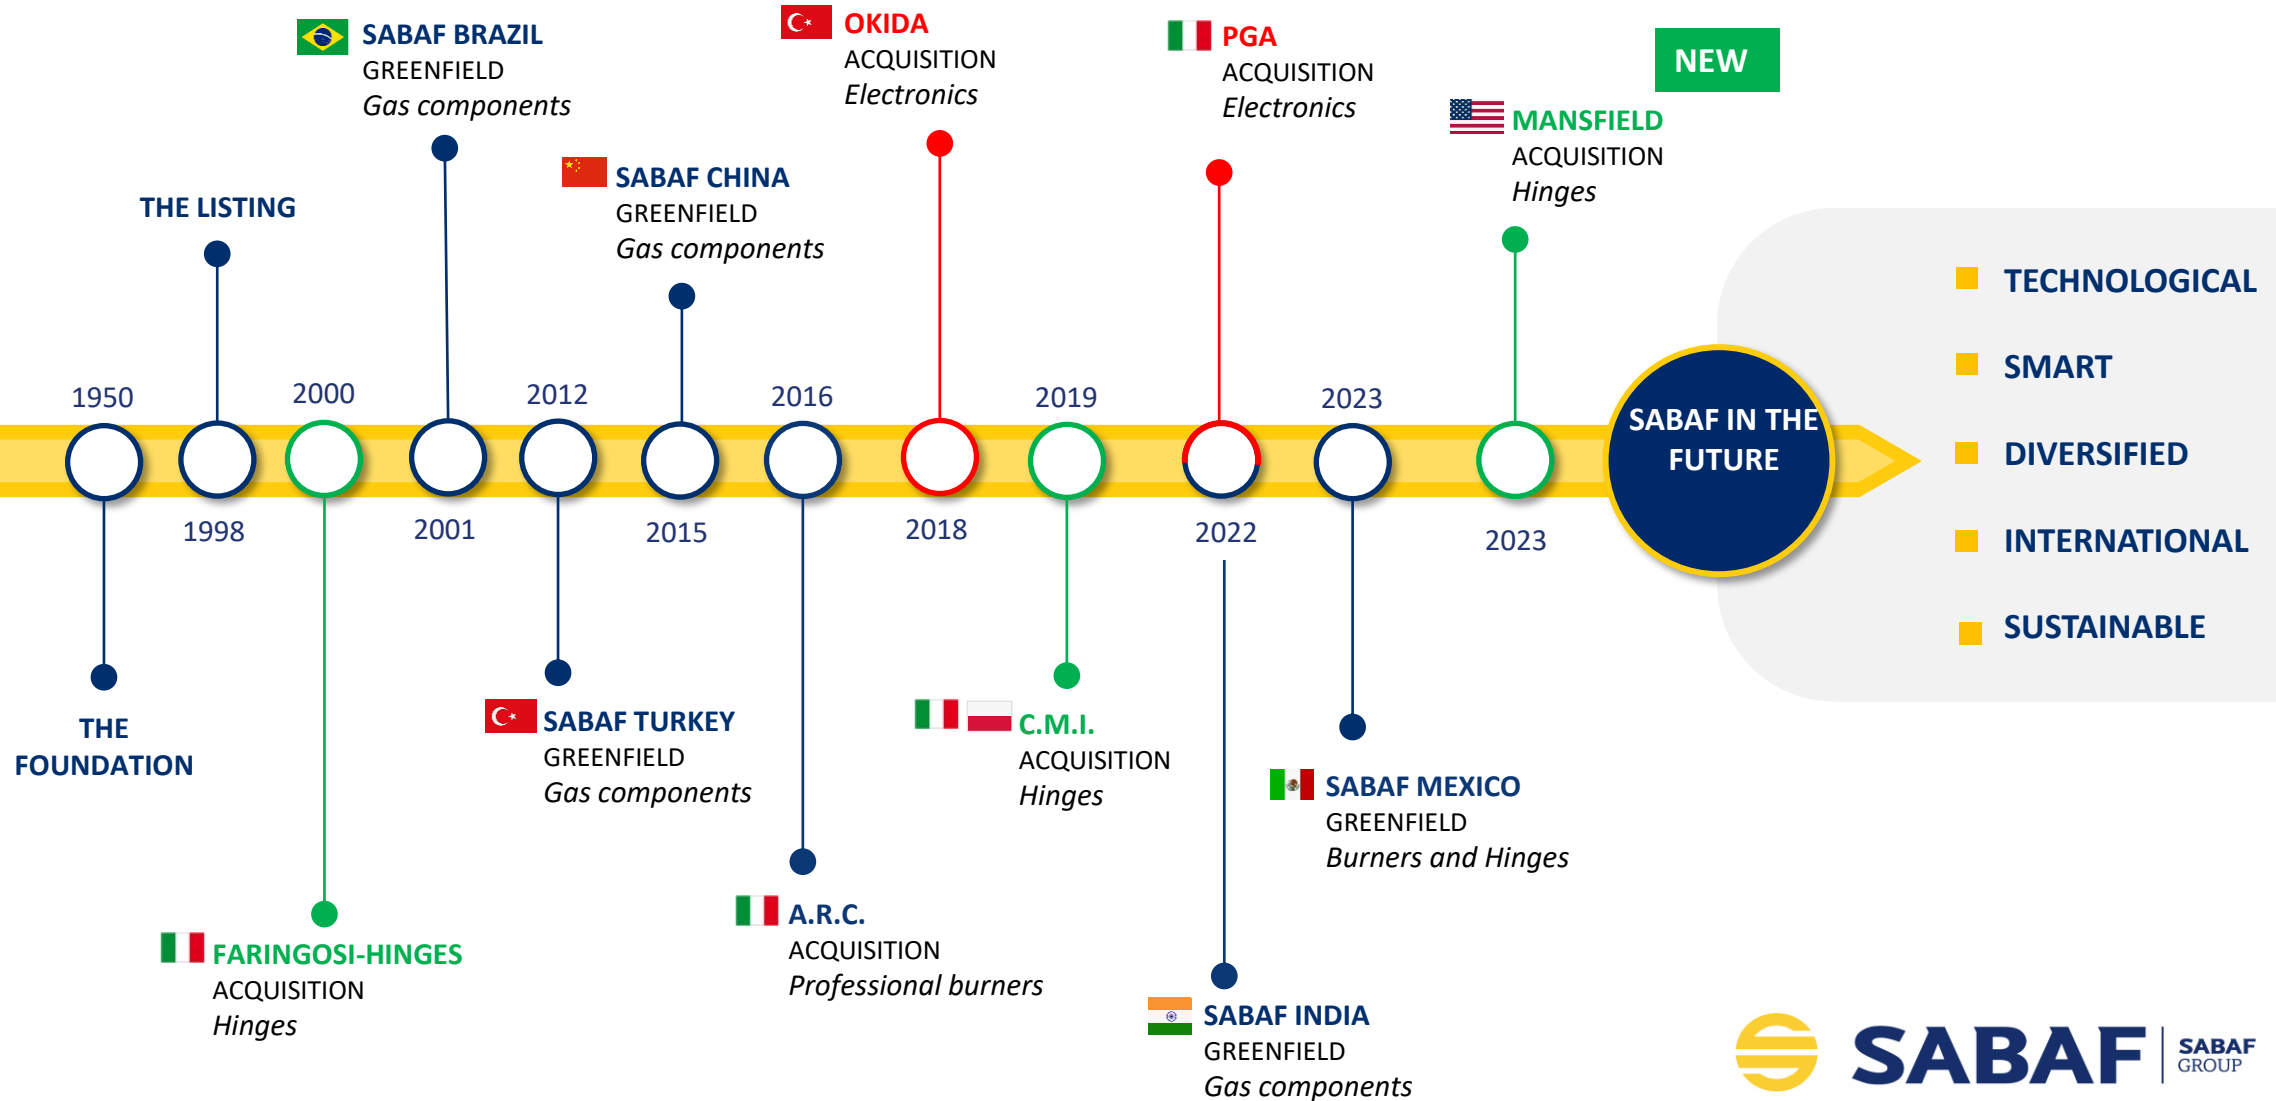 SABAF BRAZIL
GREENFIELD
Gas components
OKIDA
ACQUISITION
Electronics
PGA
ACQUISITION
Electronics
NEW
MANSFIELD
ACQUISITION
Hinges
THE LISTING
SABAF CHINA
GREENFIELD
Gas components
1950
2000
2012
2016
2019
2023
1998
2001
2015
2018
2022
2023
SABAF IN THE
FUTURE
TECHNOLOGICAL
SMART
DIVERSIFIED
INTERNATIONAL
SUSTAINABLE
THE
FOUNDATION
SABAF TURKEY
GREENFIELD
Gas components
C.M.I.
ACQUISITION
Hinges
SABAF MEXICO
GREENFIELD
Burners and Hinges
FARINGOSI-HINGES
ACQUISITION
Hinges
A.R.C.
ACQUISITION
Professional burners
SABAF INDIA
GREENFIELD
Gas components
SABAF
SABAF
GROUP